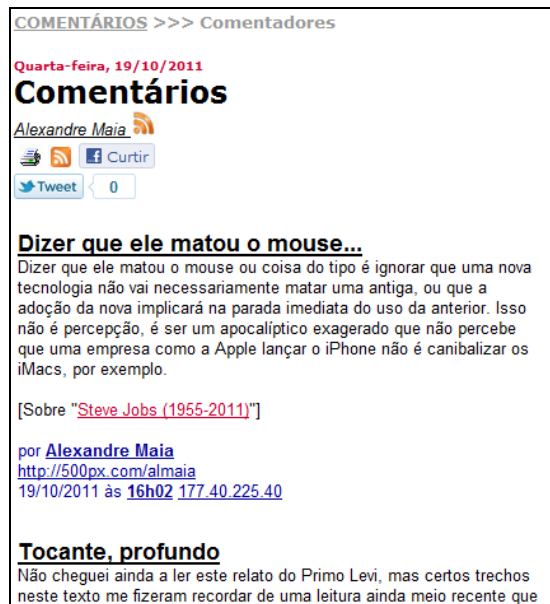 COMENTÁRIOS >>> Comentadores
Quarta-feira, 19/10/2011
Comentários
Alexandre Maia
Curtir
Tweet 0
Dizer que ele matou o mouse...
Dizer que ele matou o mouse ou coisa do tipo é ignorar que uma nova
tecnologia não vai necessariamente matar uma antiga, ou que a
adoção da nova implicará na parada imediata do uso da anterior. Isso
não é percepção, é ser um apocalíptico exagerado que não percebe
que uma empresa como a Apple lançar o iPhone não é canibalizar os
iMacs, por exemplo.
[Sobre "Steve Jobs (1955-2011)"]
por Alexandre Maia
http://500px.com/almaia
19/10/2011 às 16h02 177.40.225.40
Tocante, profundo
Não cheguei ainda a ler este relato do Primo Levi, mas certos trechos
neste texto me fizeram recordar de uma leitura ainda meio recente que